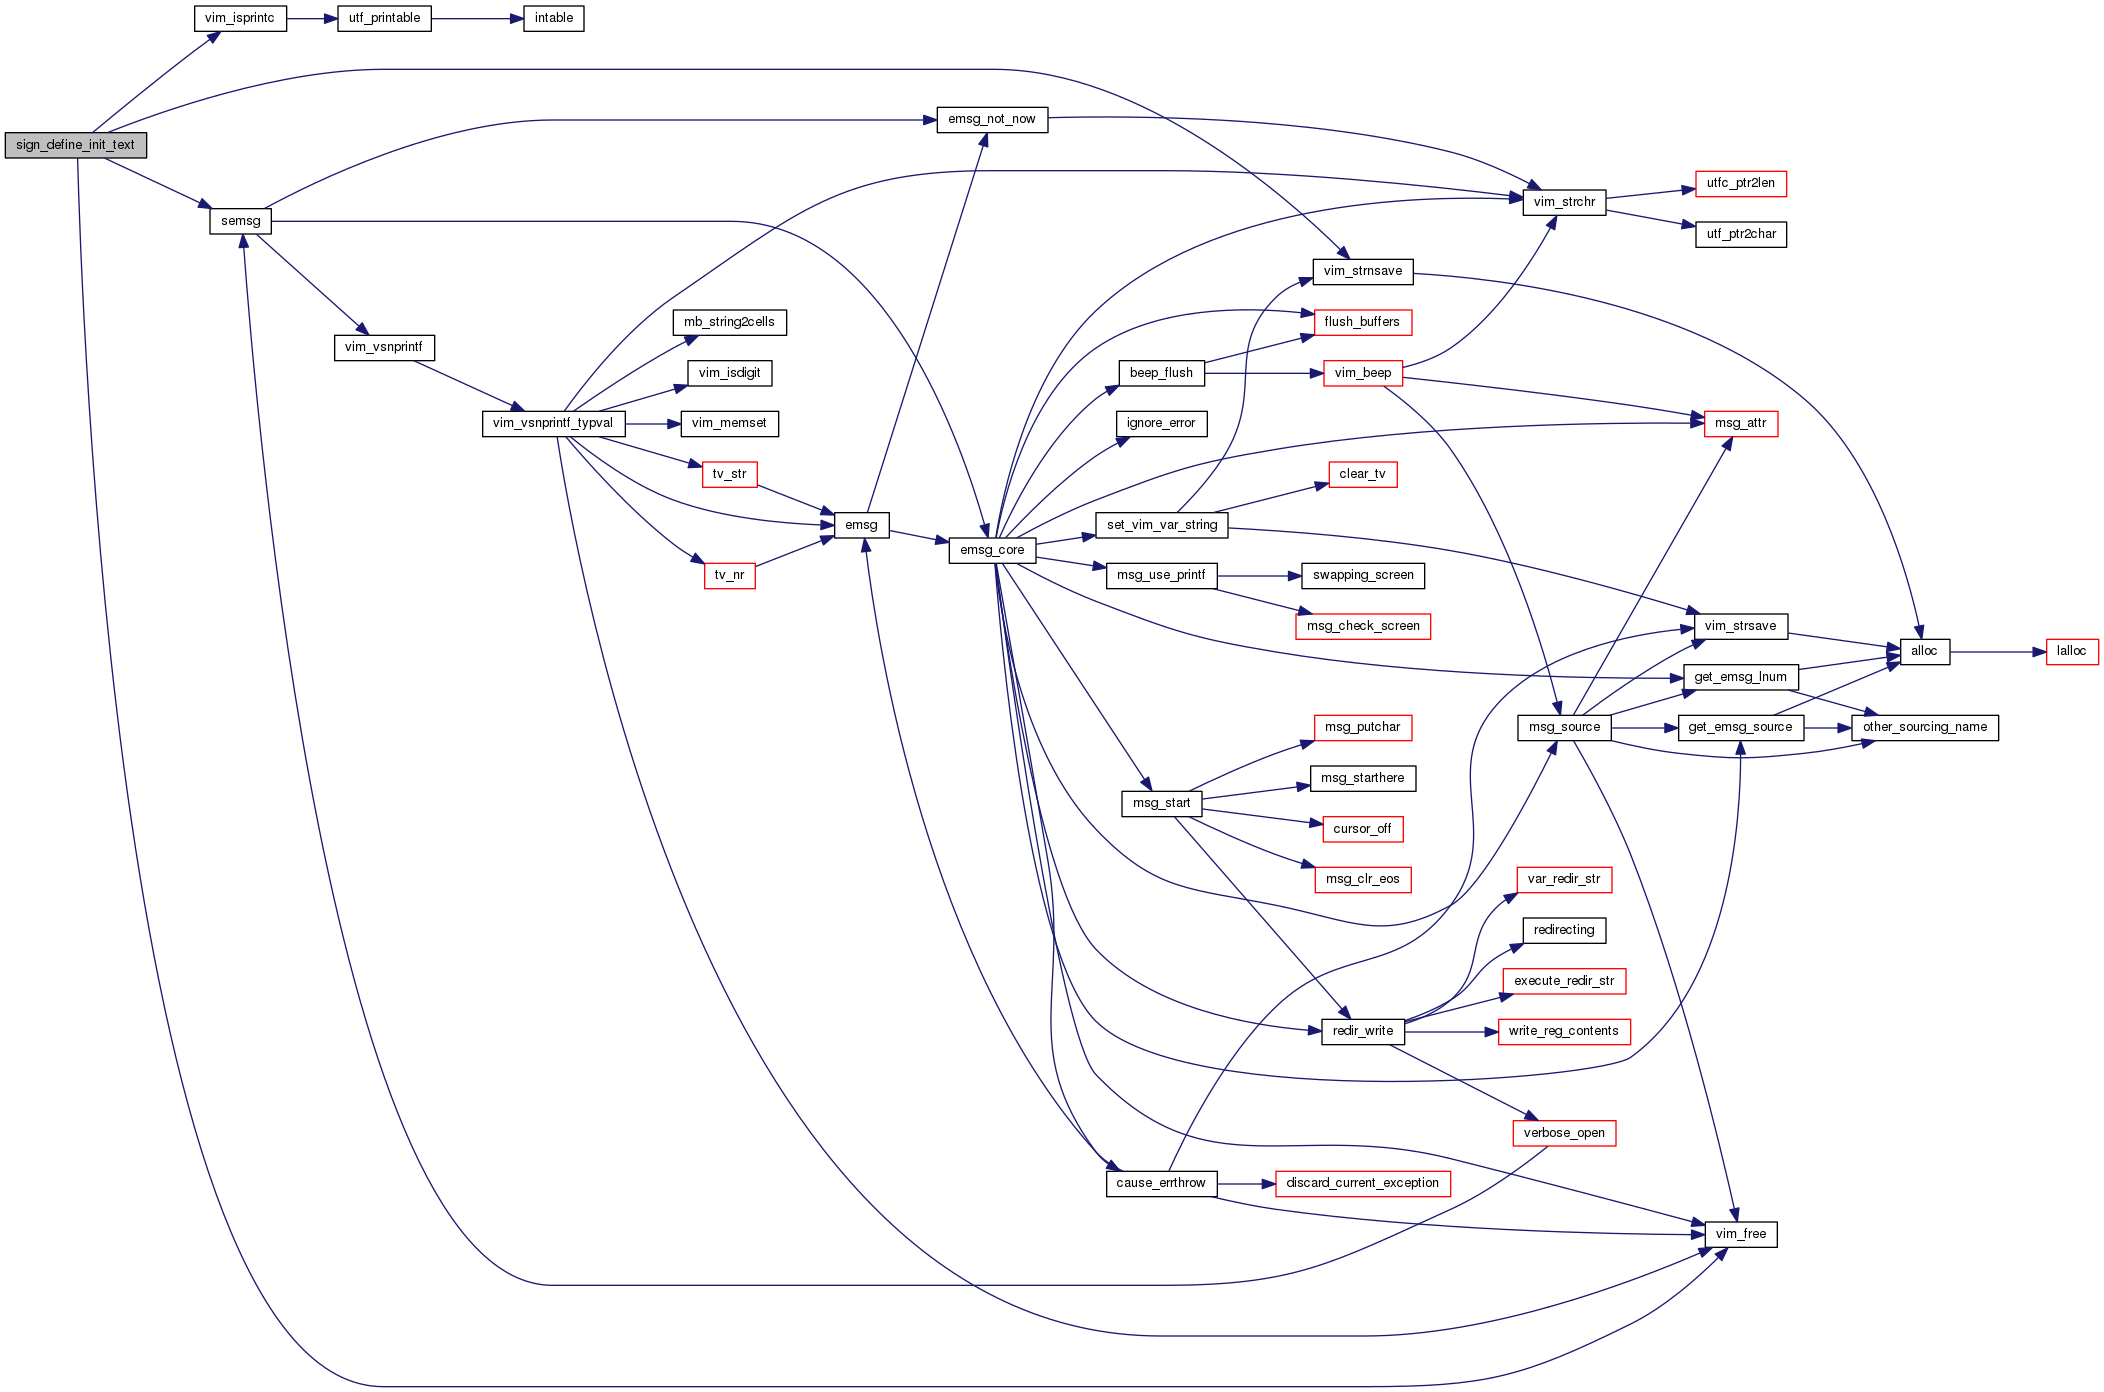 vim_isprintc
utf_printable
intable
sign_define_init_text
emsg_not_now
semsg
vim_strchr
utfc_ptr2len
utf_ptr2char
vim_strnsave
vim_vsnprintf
mb_string2cells
flush_buffers
vim_isdigit
beep_flush
vim_beep
vim_vsnprintf_typval
vim_memset
ignore_error
msg_attr
tv_str
clear_tv
emsg
set_vim_var_string
emsg_core
tv_nr
msg_use_printf
swapping_screen
msg_check_screen
vim_strsave
alloc
lalloc
get_emsg_lnum
msg_source
get_emsg_source
other_sourcing_name
msg_putchar
msg_starthere
msg_start
cursor_off
msg_clr_eos
var_redir_str
redirecting
execute_redir_str
redir_write
write_reg_contents
verbose_open
cause_errthrow
discard_current_exception
vim_free